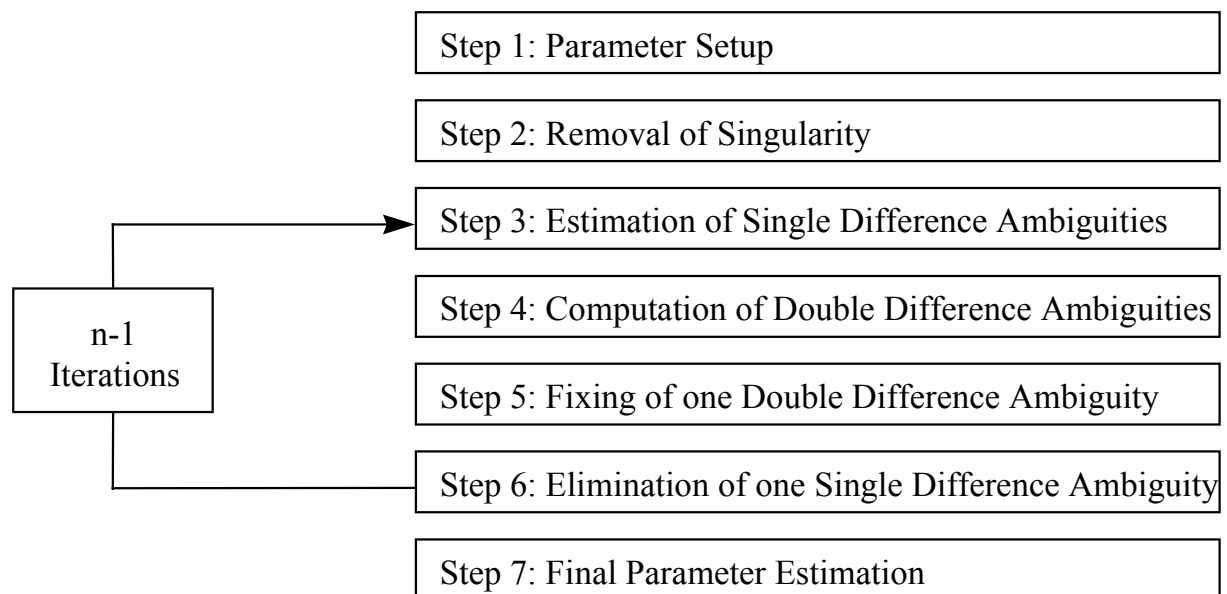 Step 1: Parameter Setup
Step 2: Removal of Singularity
Step 3: Estimation of Single Difference Ambiguities
Step 4: Computation of Double Difference Ambiguities
n-1
Iterations
Step 5: Fixing of one Double Difference Ambiguity
Step 6: Elimination of one Single Difference Ambiguity
Step 7: Final Parameter Estimation